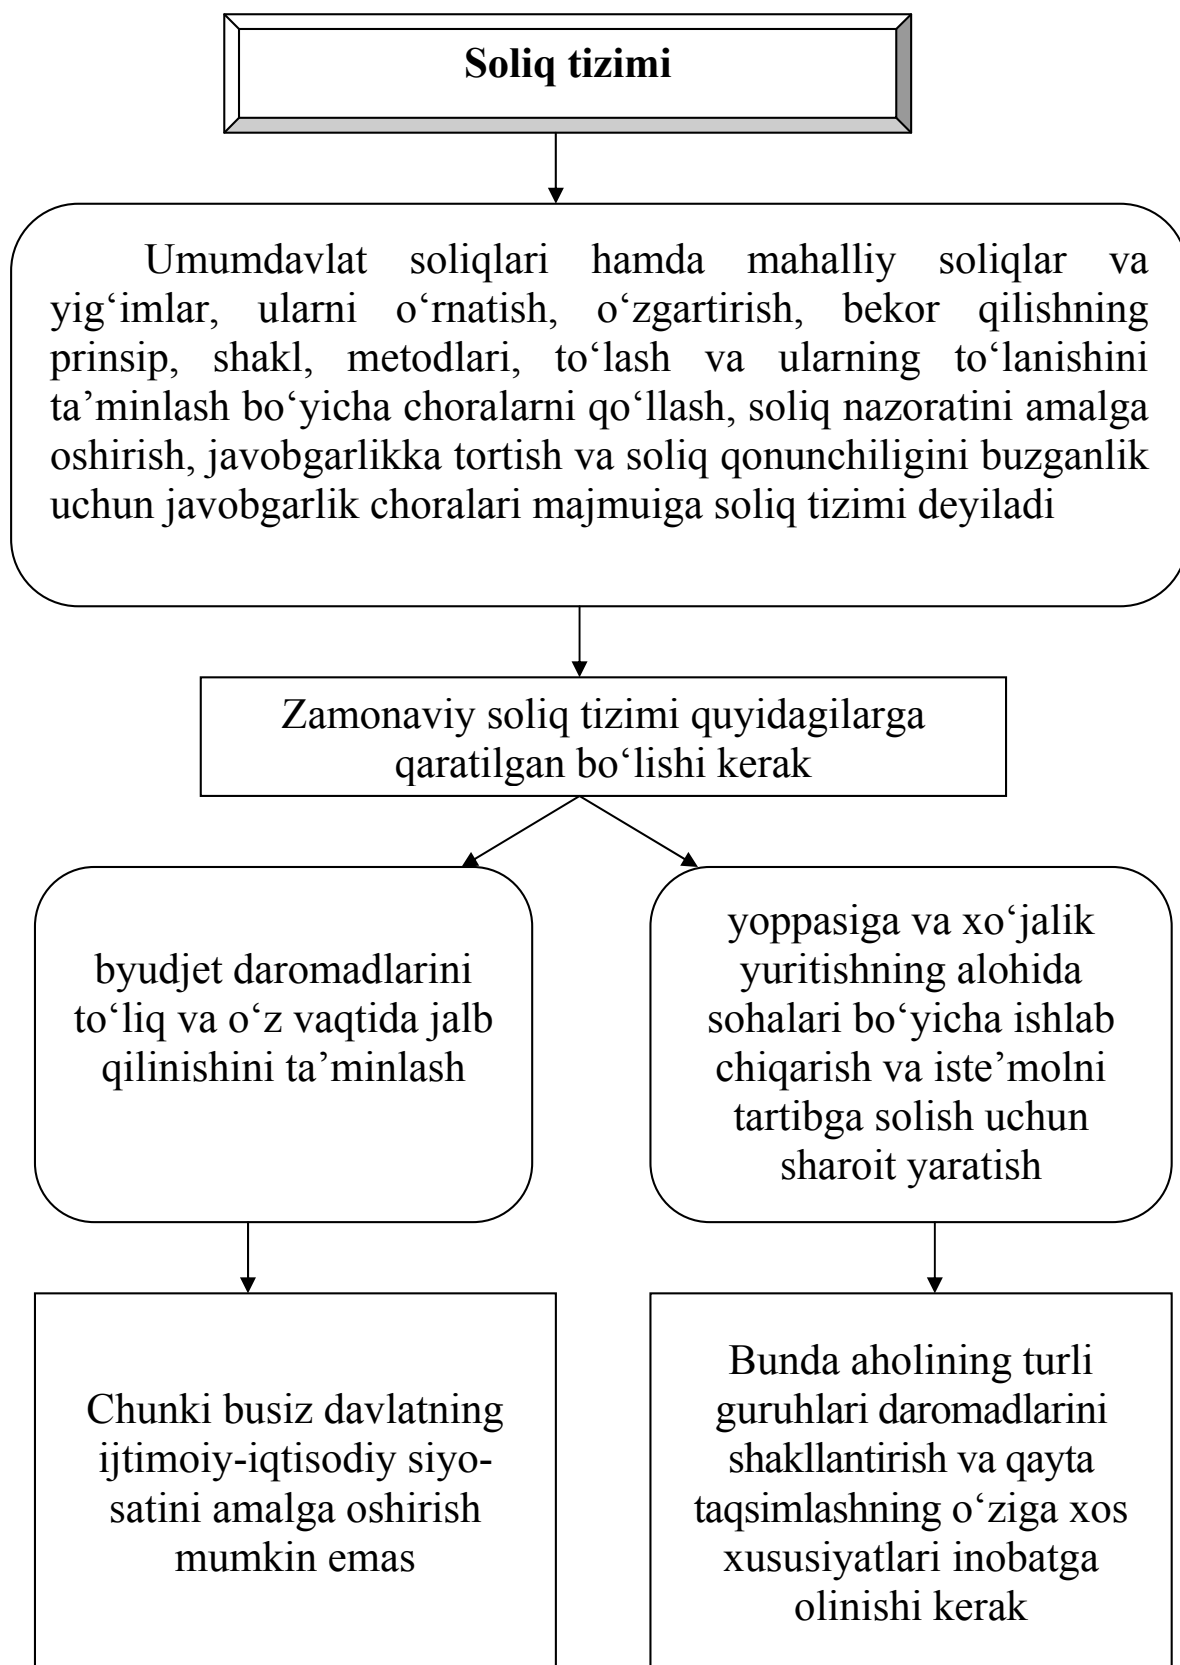 Soliq tizimi
Umumdavlat soliqlari hamda mahalliy soliqlar va
yig‘imlar, ularni o‘rnatish, o‘zgartirish, bekor qilishning
prinsip, shakl, metodlari, to‘lash va ularning to‘lanishini
ta’minlash bo‘yicha choralarni qo‘llash, soliq nazoratini amalga
oshirish, javobgarlikka tortish va soliq qonunchiligini buzganlik
uchun javobgarlik choralari majmuiga soliq tizimi deyiladi
Zamonaviy soliq tizimi quyidagilarga
qaratilgan bo‘lishi kerak
byudjet daromadlarini
to‘liq va o‘z vaqtida jalb
qilinishini ta’minlash
yoppasiga va xo‘jalik
yuritishning alohida
sohalari bo‘yicha ishlab
chiqarish va iste’molni
tartibga solish uchun
sharoit yaratish
Chunki busiz davlatning
ijtimoiy-iqtisodiy siyo-
satini amalga oshirish
mumkin emas
Bunda aholining turli
guruhlari daromadlarini
shakllantirish va qayta
taqsimlashning o‘ziga xos
xususiyatlari inobatga
olinishi kerak